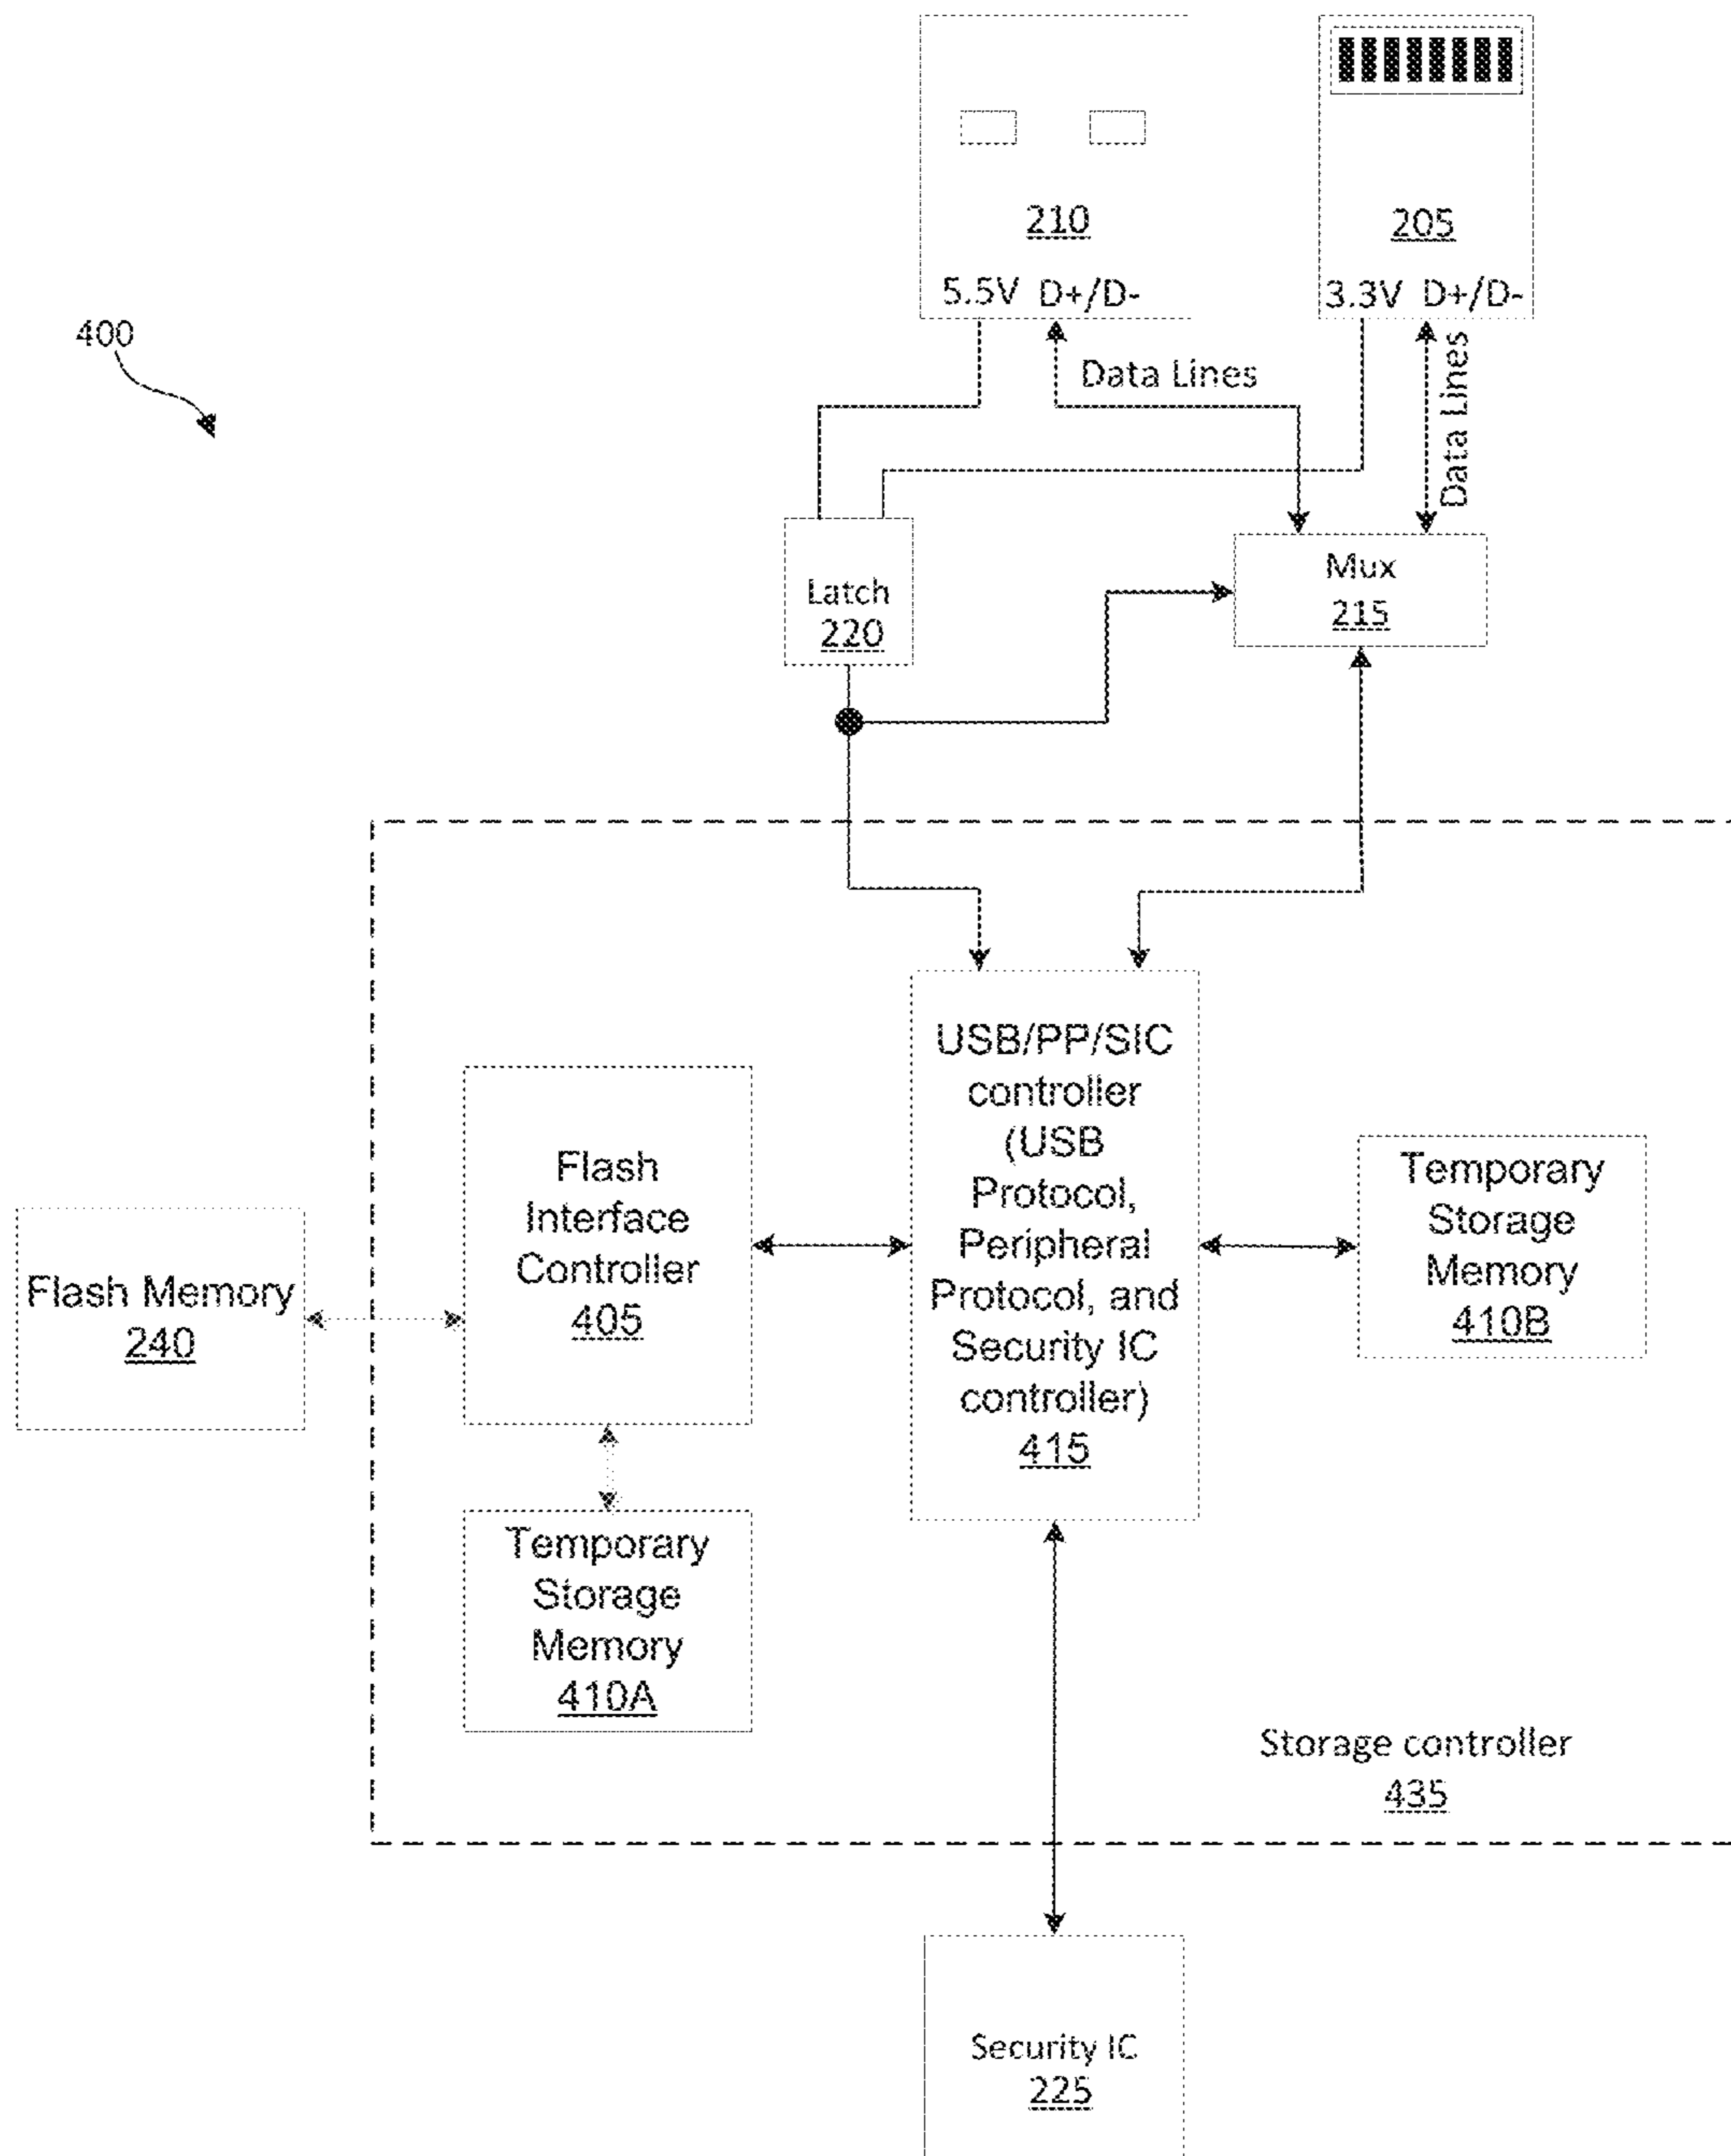 210
5.5V D+/D-
205
3.3V D+/D-
400
Data Lines
Data Lines
Latch
220
Mux
215
USB/PP/SIC
controller
(USB
Protocol,
Peripheral
Protocol, and
Security IC
controller)
415
Flash
Interface
Controller
405
Temporary
Storage
Memory
410B
Flash Memory
240
Temporary
Storage
Memory
410A
Storage controller
435
Security IC
225